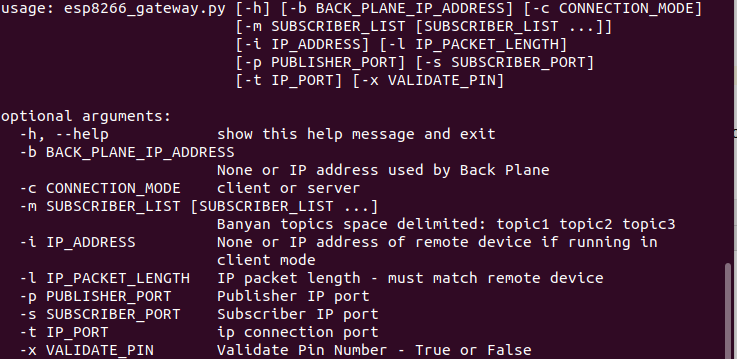 usage: esp8266_gateway.py [-h] [-b BACK_PLANE_IP_ADDRESS] [-c CONNECTION_MODE]
[-m SUBSCRIBER_LIST [SUBSCRIBER_LIST ...]]
[-i IP_ADDRESS] [-l IP_PACKET_LENGTH]
[-p PUBLISHER_PORT] [-s SUBSCRIBER_PORT]
[-t IP_PORT] [-x VALIDATE_PIN]
optional arguments:
-h, --help show this help message and exit
-b BACK_PLANE_IP_ADDRESS
None or IP address used by Back Plane
-c CONNECTION_MODE client or server
-m SUBSCRIBER_LIST [SUBSCRIBER_LIST ...]
Banyan topics space delimited: topic1 topic2 topic3
-i IP_ADDRESS None or IP address of remote device if running in
client mode
-l IP_PACKET_LENGTH IP packet length - must match remote device
-p PUBLISHER_PORT Publisher IP port
-s SUBSCRIBER_PORT Subscriber IP port
-t IP_PORT ip connection port
-x VALIDATE_PIN Validate Pin Number - True or False